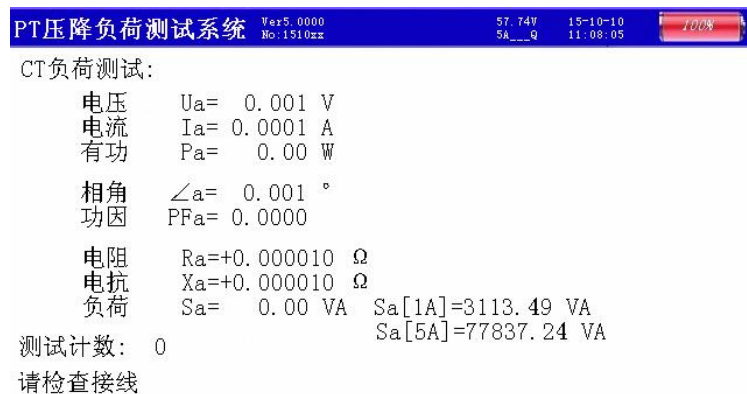 PT压降负荷测试系统 Ver5.0000 57.74V 15-10-10 100%
No:1510xx 5A___Q 11:08:05
CT负荷测试:
电压 Ua= 0.001 V
电流 Ia= 0.0001 A
有功 Pa= 0.00 W
相角 ∠a= 0.001 °
功因 PFa= 0.0000
电阻 Ra=+0.000010 Ω
电抗 Xa=+0.000010 Ω
负荷 Sa= 0.00 VA Sa[1A]=3113.49 VA
Sa[5A]=77837.24 VA
测试计数: 0
请检查接线